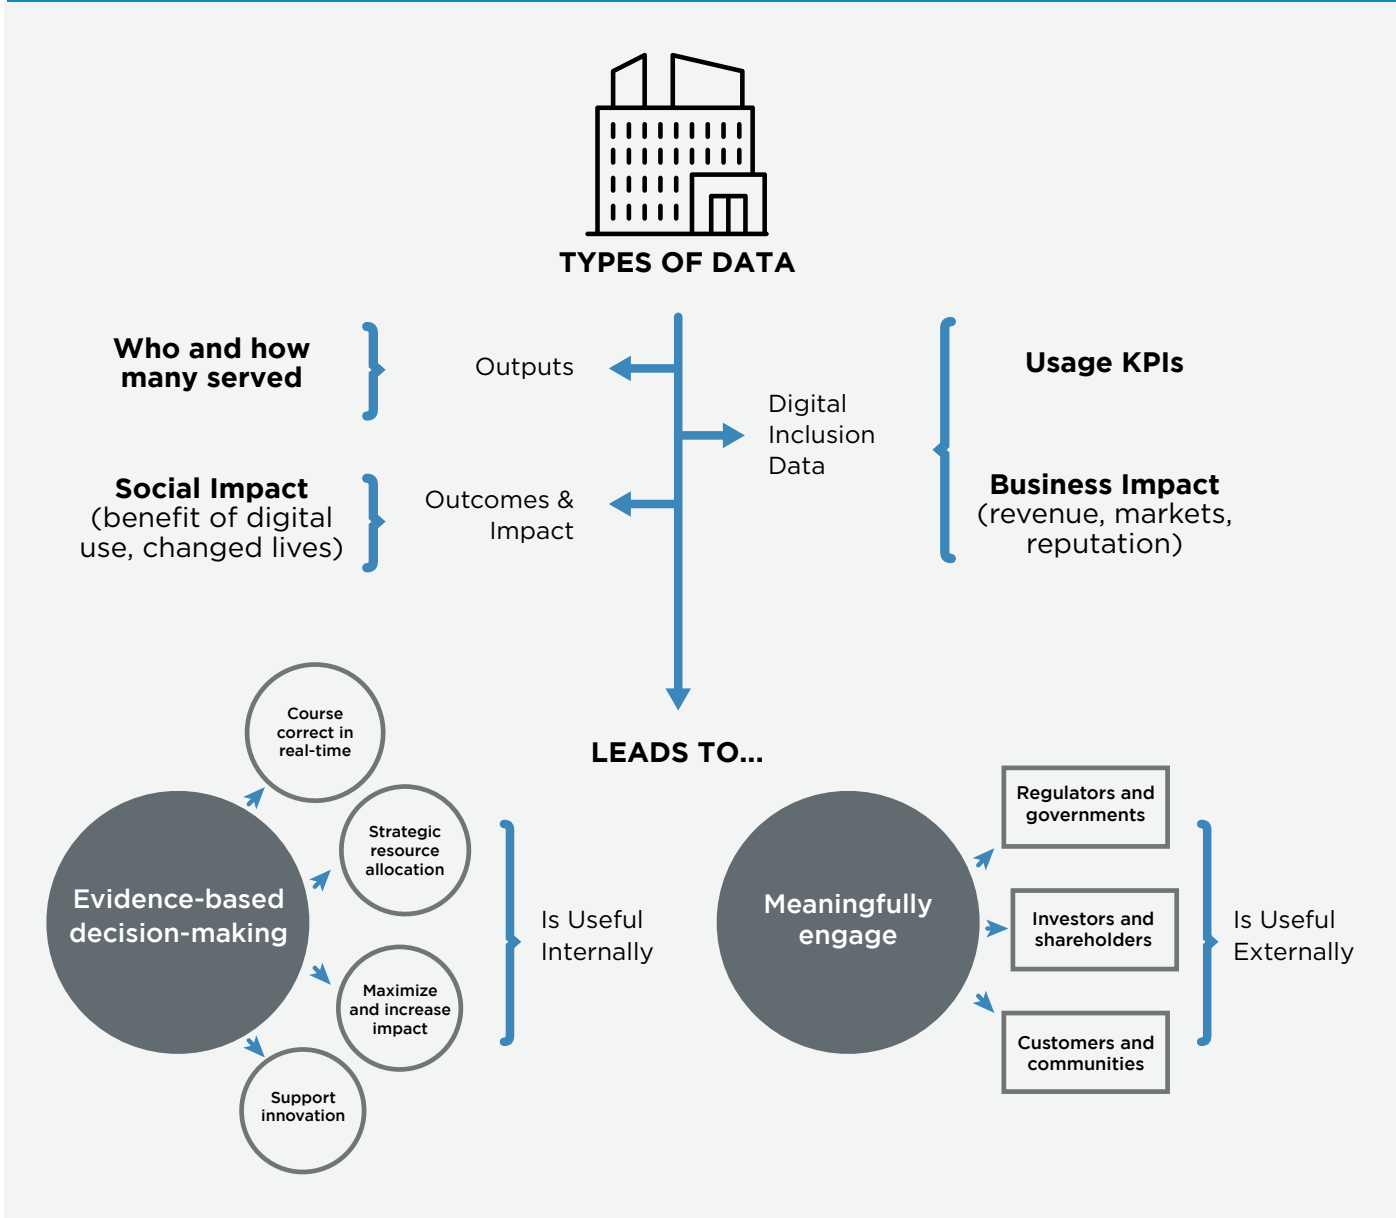 TYPES OF DATA
Who and how
many served
Outputs
Usage KPIs
Digital
Inclusion
Data
Social Impact
(benefit of digital
use, changed lives)
Outcomes &
Impact
Business Impact
(revenue, markets,
reputation)
LEADS TO...
Evidence-based
decision-making
Course
correct in
real-time
Strategic
resource
allocation
Maximize
and increase
impact
Support
innovation
Is Useful
Internally
Meaningfully
engage
Regulators and
governments
Investors and
shareholders
Customers and
communities
Is Useful
Externally